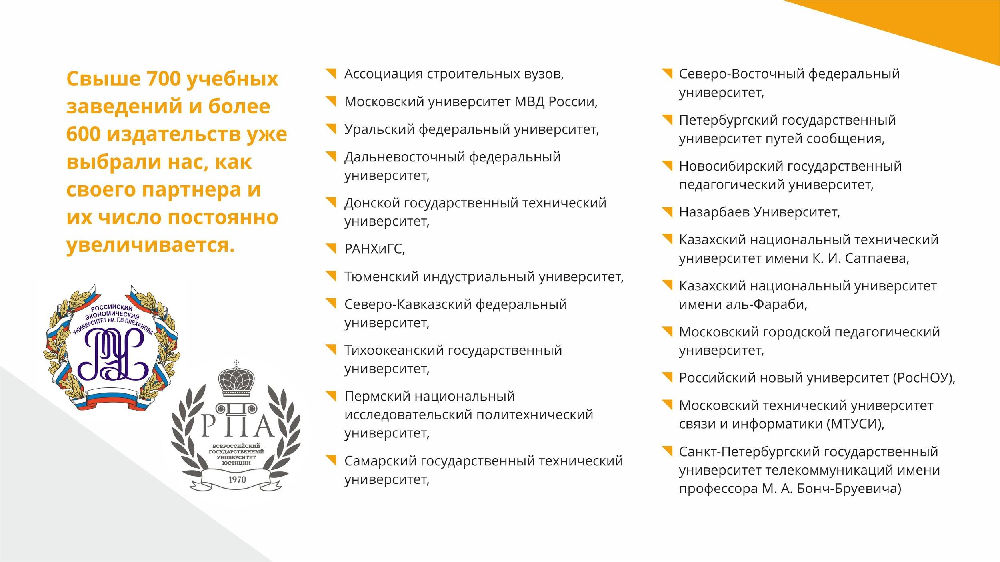 Свыше 700 учебных
заведений и более
600 издательств уже
выбрали нас, как
своего партнера и
их число постоянно
увеличивается.
РОССИЙСКИЙ
ЭКОНОМИЧЕСКИЙ
УНИВЕРСИТЕТ им. Г.В.ПЛЕХАНОВА
РПА
ВСЕРОССИЙСКИЙ
ГОСУДАРСТВЕННЫЙ
УНИВЕРСИТЕТ
ЮСТИЦИИ
1970
Ассоциация строительных вузов,
Московский университет МВД России,
Уральский федеральный университет,
Дальневосточный федеральный
университет,
Донской государственный технический
университет,
РАНХиГС,
Тюменский индустриальный университет,
Северо-Кавказский федеральный
университет,
Тихоокеанский государственный
университет,
Пермский национальный
исследовательский политехнический
университет,
Самарский государственный технический
университет,
Северо-Восточный федеральный
университет,
Петербургский государственный
университет путей сообщения,
Новосибирский государственный
педагогический университет,
Назарбаев Университет,
Казахский национальный технический
университет имени К. И. Сатпаева,
Казахский национальный университет
имени аль-Фараби,
Московский городской педагогический
университет,
Российский новый университет (РосНОУ),
Московский технический университет
связи и информатики (МТУСИ),
Санкт-Петербургский государственный
университет телекоммуникаций имени
профессора М. А. Бонч-Бруевича)